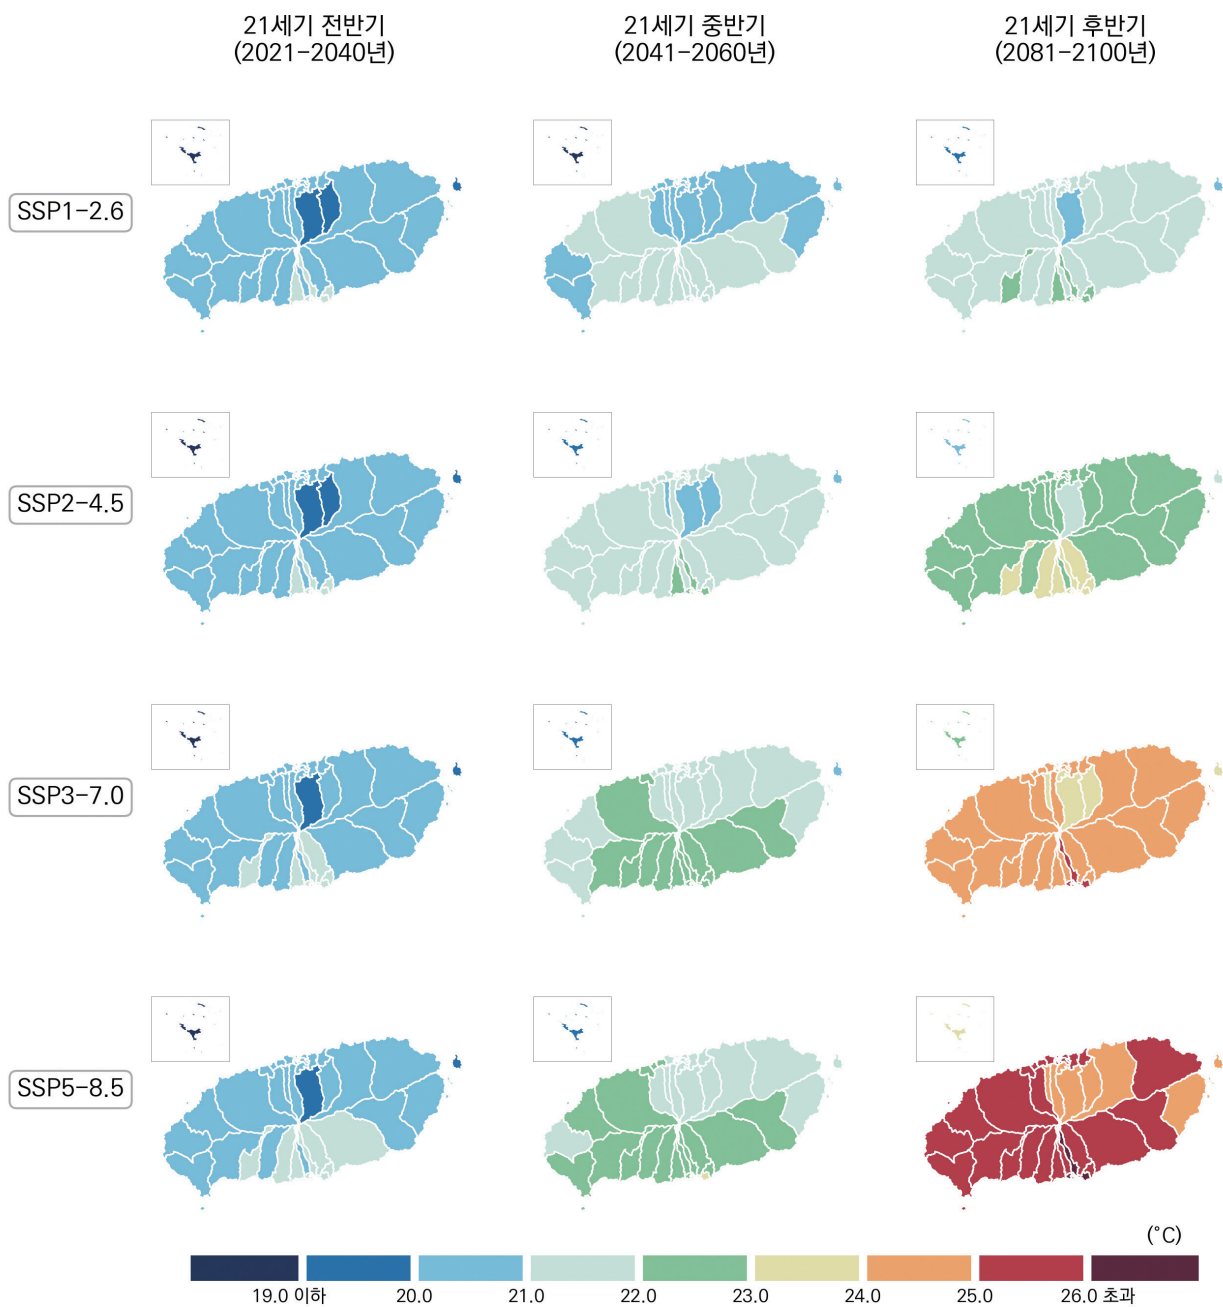 21세기 전반기
(2021-2040년)
21세기 중반기
(2041-2060년)
21세기 후반기
(2081-2100년)
SSP1-2.6
SSP2-4.5
SSP3-7.0
SSP5-8.5
(°C)
19.0 이하 20.0 21.0 22.0 23.0 24.0 25.0 26.0 초과